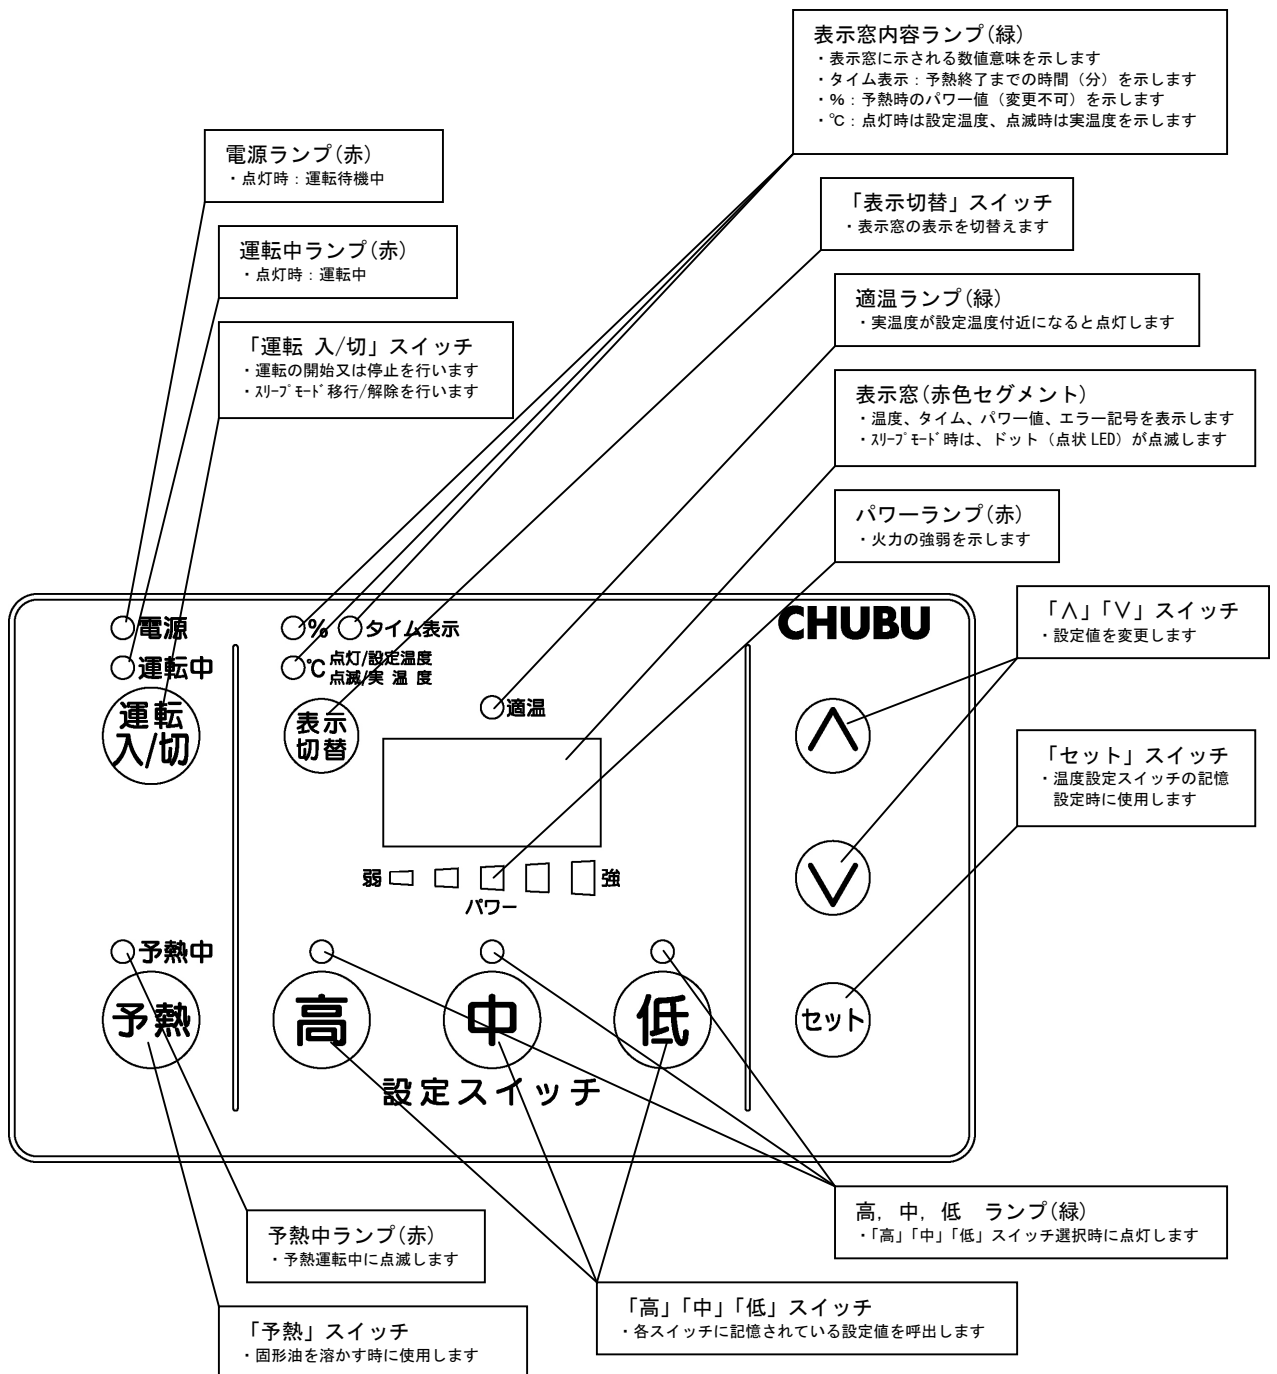 表示窓内容ランプ(緑)
・表示窓に示される数値意味を示します
・タイム表示：予熱終了までの時間（分）を示します
・%：予熱時のパワー値（変更不可）を示します
・℃：点灯時は設定温度、点滅時は実温度を示します
電源ランプ(赤)
・点灯時：運転待機中
「表示切替」スイッチ
・表示窓の表示を切替えます
運転中ランプ(赤)
・点灯時：運転中
適温ランプ(緑)
・実温度が設定温度付近になると点灯します
「運転 入/切」スイッチ
・運転の開始又は停止を行います
・ｽﾘｰﾌﾟﾓｰﾄﾞ移行/解除を行います
表示窓(赤色セグメント)
・温度、タイム、パワー値、エラー記号を表示します
・ｽﾘｰﾌﾟﾓｰﾄﾞ時は、ドット（点状 LED）が点滅します
パワーランプ(赤)
・火力の強弱を示します
「∧」「∨」スイッチ
・設定値を変更します
電源
% タイム表示
CHUBU
運転中
℃ 点灯/設定温度
点滅/実 温 度
運転
入/切
表示
切替
適温
∧
「セット」スイッチ
・温度設定スイッチの記憶
設定時に使用します
∨
弱 強
パワー
予熱中
予熱
高
中
低
セット
設定スイッチ
高，中，低 ランプ(緑)
・「高」「中」「低」スイッチ選択時に点灯します
予熱中ランプ(赤)
・予熱運転中に点滅します
「高」「中」「低」スイッチ
・各スイッチに記憶されている設定値を呼出します
「予熱」スイッチ
・固形油を溶かす時に使用します